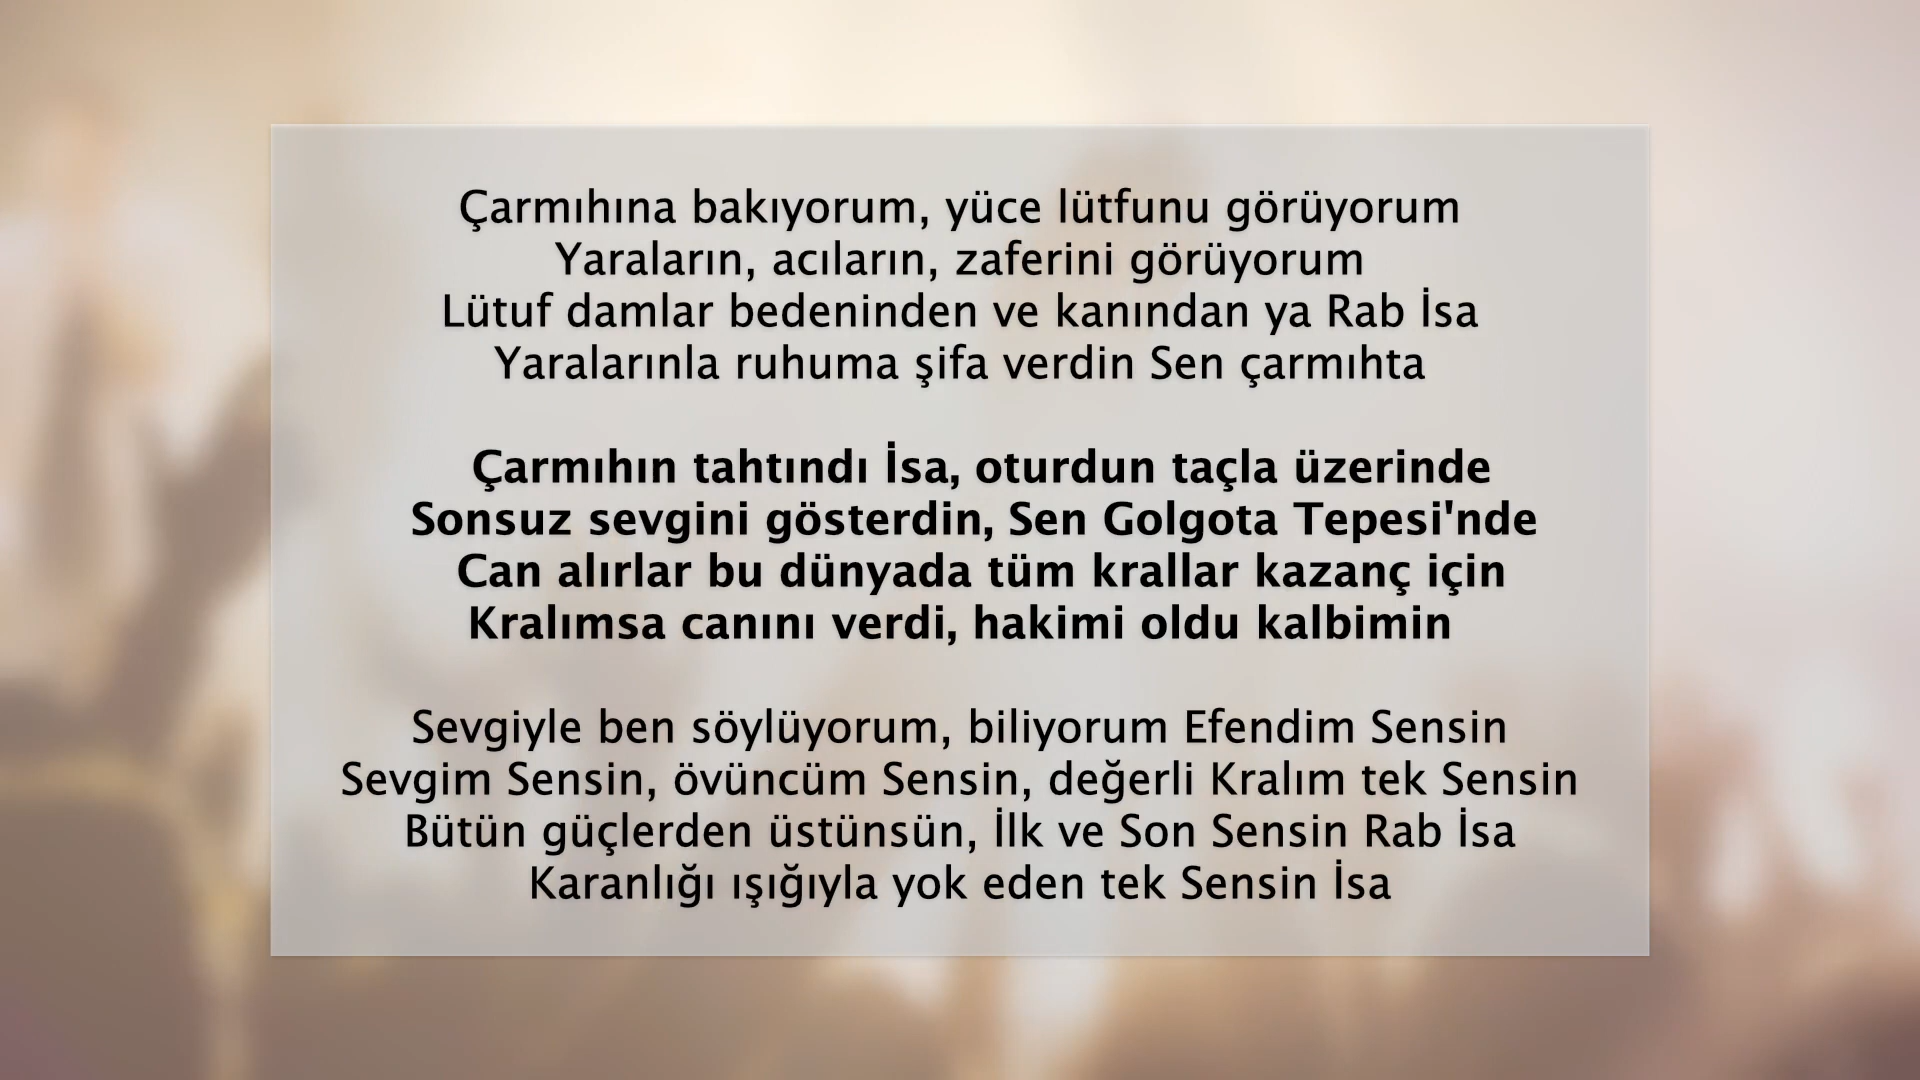 Çarmıhına bakıyorum, yüce lütfunu görüyorum
Yaraların, acıların, zaferini görüyorum
Lütuf damlar bedeninden ve kanından ya Rab İsa
Yaralarınla ruhuma şifa verdin Sen çarmıhta
Çarmıhın tahtındı İsa, oturdun taçla üzerinde
Sonsuz sevgini gösterdin, Sen Golgota Tepesi'nde
Can alırlar bu dünyada tüm krallar kazanç için
Kralımsa canını verdi, hakimi oldu kalbimin
Sevgiyle ben söylüyorum, biliyorum Efendim Sensin
Sevgim Sensin, övüncüm Sensin, değerli Kralım tek Sensin
Bütün güçlerden üstünsün, İlk ve Son Sensin Rab İsa
Karanlığı ışığıyla yok eden tek Sensin İsa